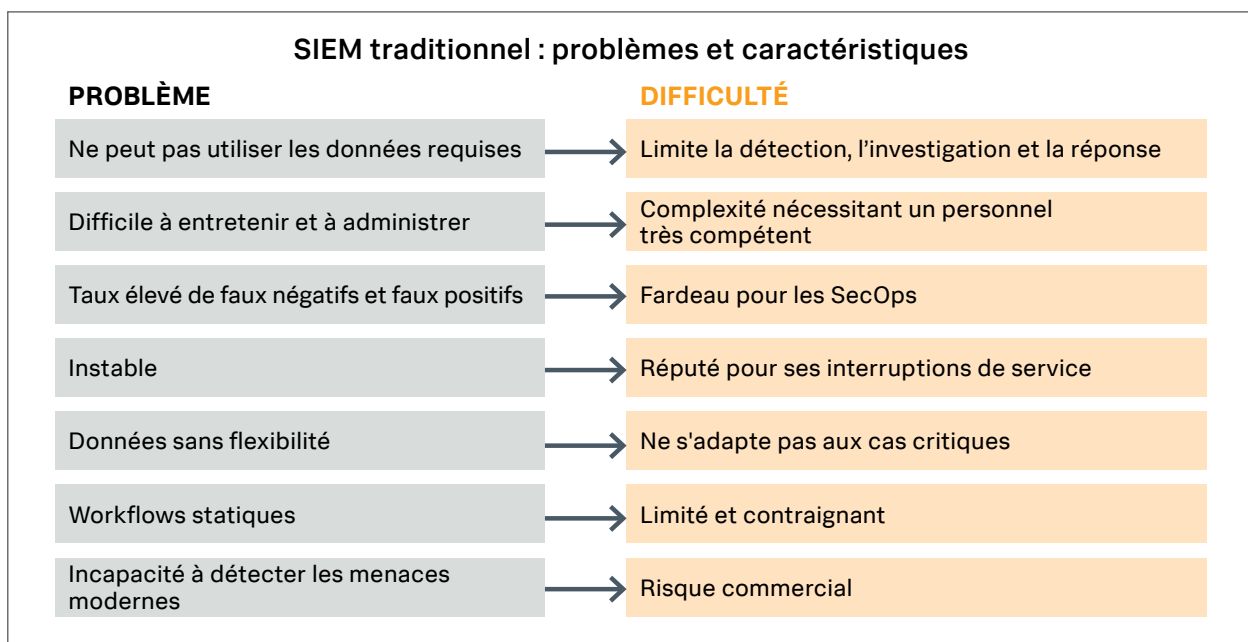 SIEM traditionnel : problèmes et caractéristiques
PROBLÈME
DIFFICULTÉ
Ne peut pas utiliser les données requises
Limite la détection, l’investigation et la réponse
Difficile à entretenir et à administrer
Complexité nécessitant un personnel
très compétent
Taux élevé de faux négatifs et faux positifs
Fardeau pour les SecOps
Instable
Réputé pour ses interruptions de service
Données sans flexibilité
Ne s'adapte pas aux cas critiques
Workflows statiques
Limité et contraignant
Incapacité à détecter les menaces
modernes
Risque commercial